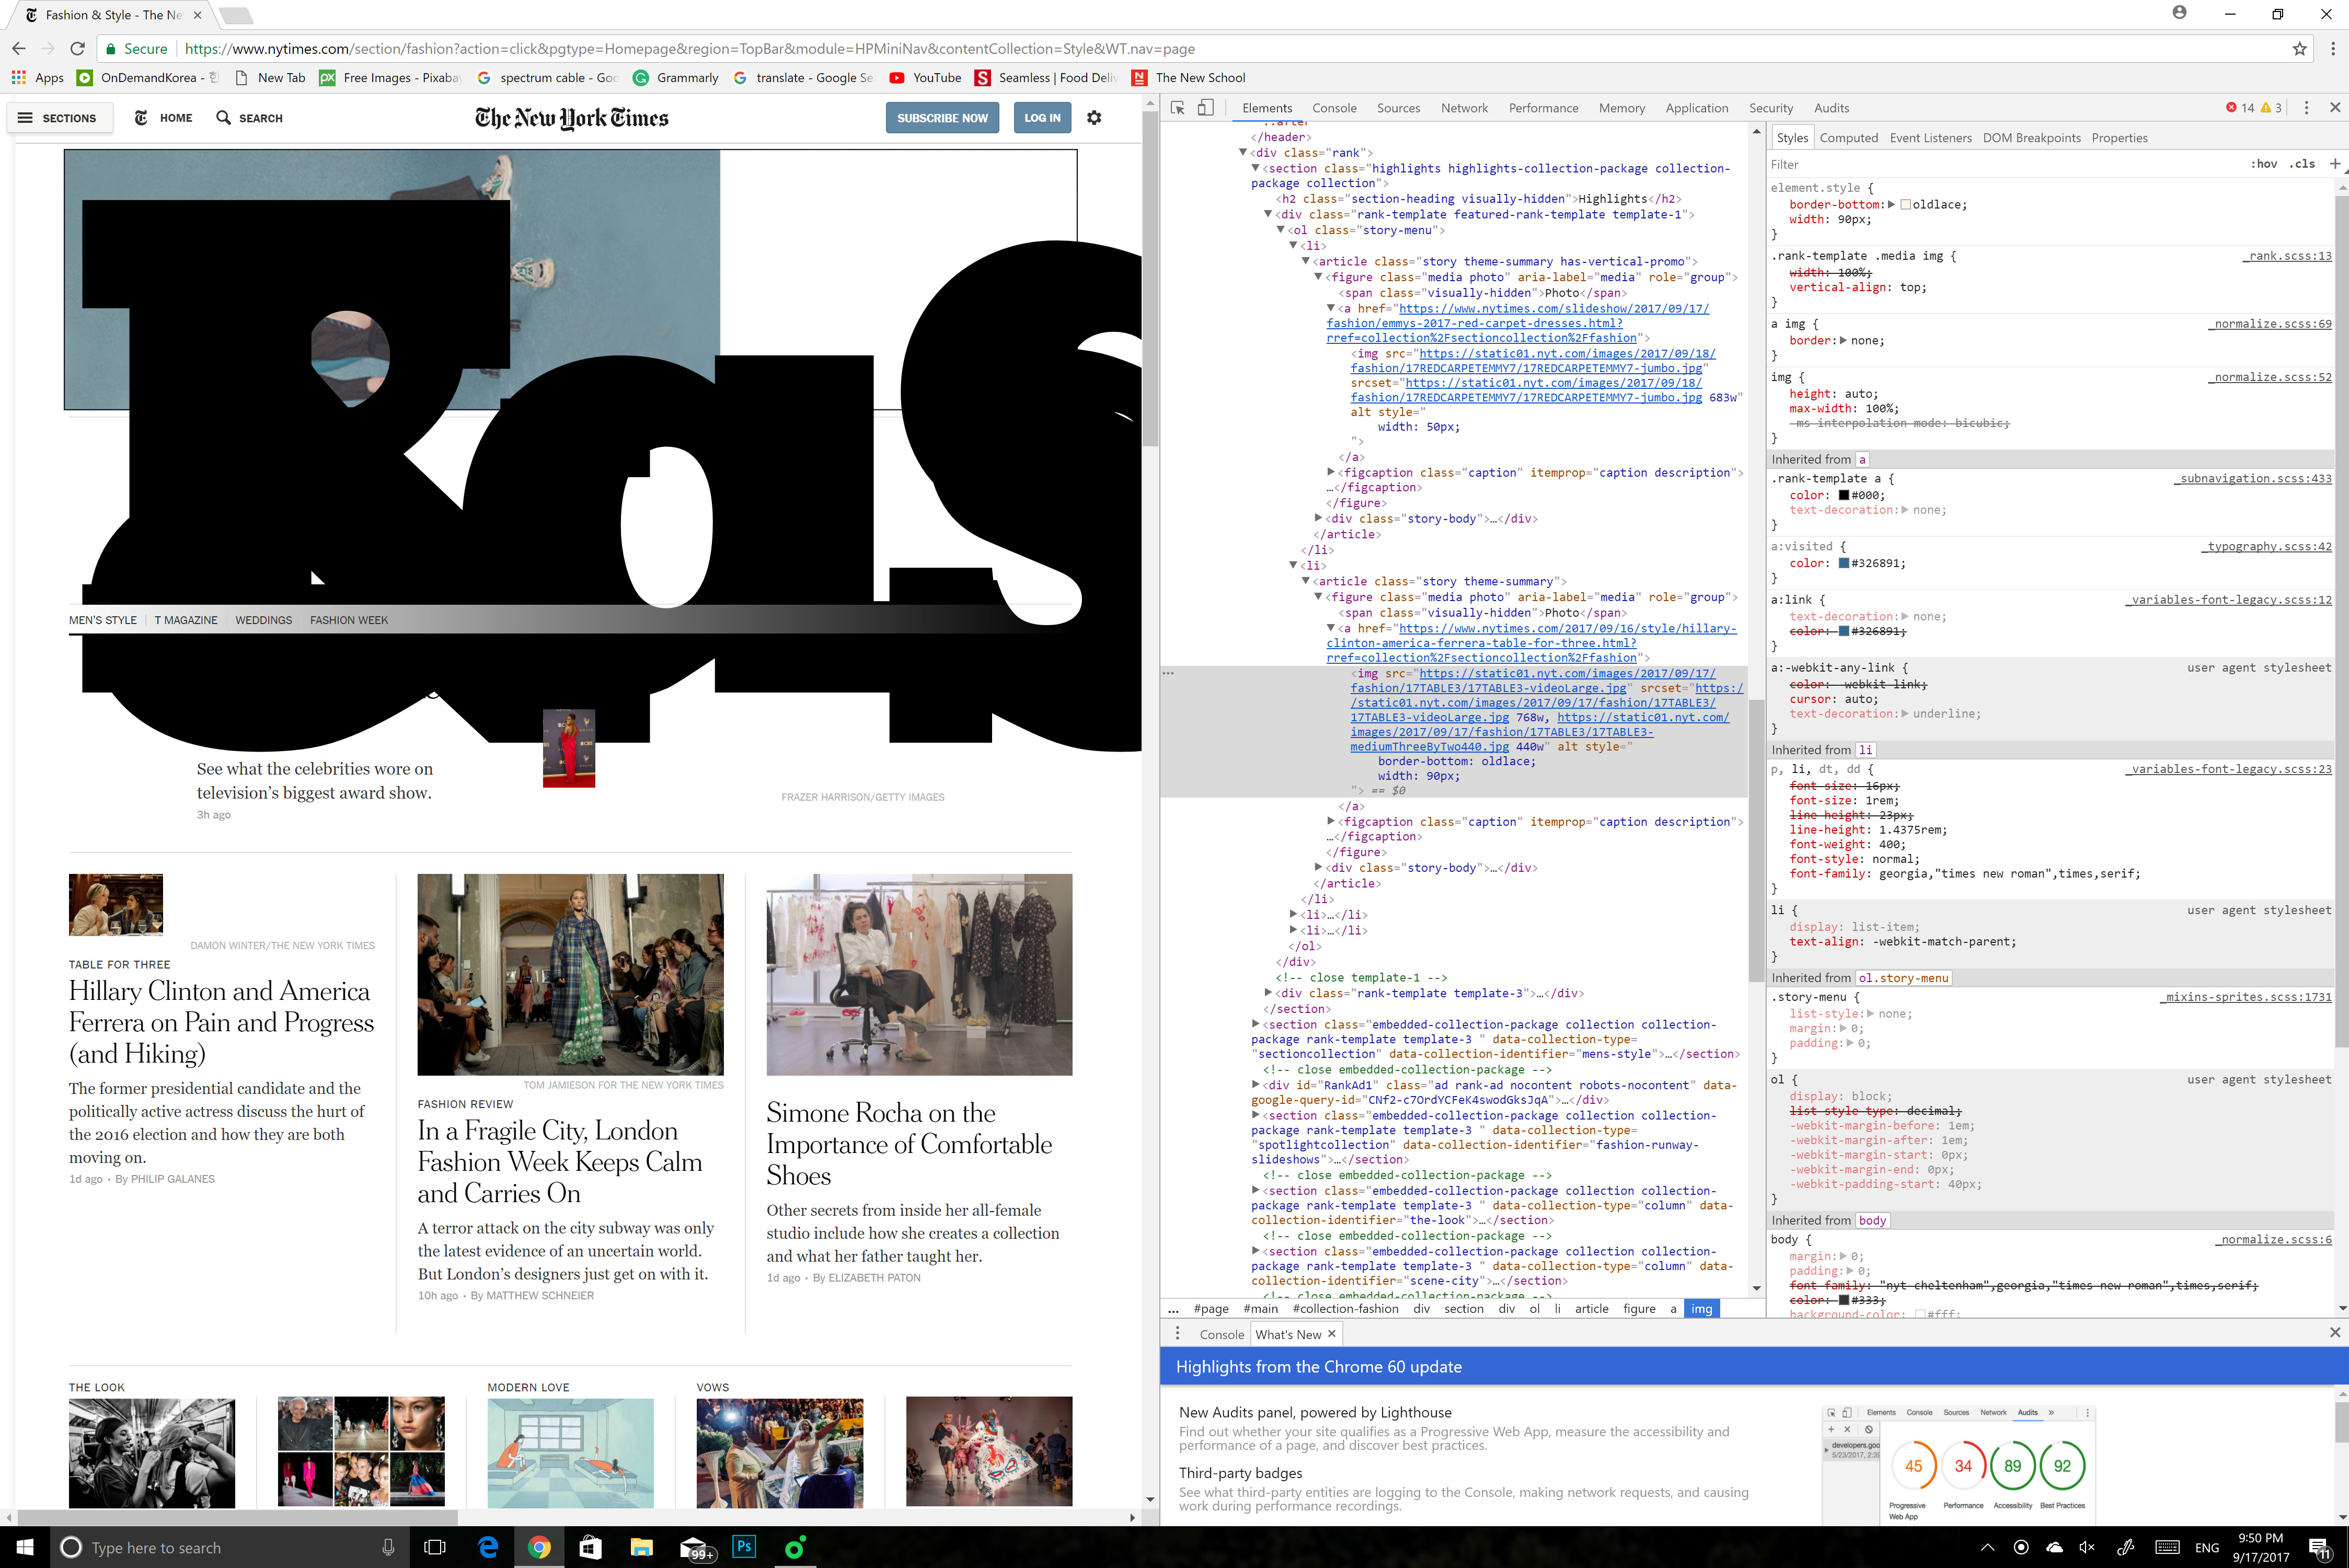 Fashion & Style - The Ne
Secure
https://www.nytimes.com/section/fashion?action=click&pgtype=Homepage&region=TopBar&module=HPMiniNav&contentCollection=Style&WT.nav=page
Apps
OnDemandKorea - 한
New Tab
Free Images - Pixaba
spectrum cable - Goo
Grammarly
translate - Google Se
YouTube
Seamless | Food Deliv
The New School
SECTIONS
HOME
SEARCH
The New York Times
SUBSCRIBE NOW
LOG IN
MEN'S STYLE
T MAGAZINE
WEDDINGS
FASHION WEEK
See what the celebrities wore on
television's biggest award show.
3h ago
FRAZER HARRISON/GETTY IMAGES
DAMON WINTER/THE NEW YORK TIMES
TABLE FOR THREE
Hillary Clinton and America
Ferrera on Pain and Progress
(and Hiking)
The former presidential candidate and the
politically active actress discuss the hurt of
the 2016 election and how they are both
moving on.
1d ago • By PHILIP GALANES
TOM JAMIESON FOR THE NEW YORK TIMES
FASHION REVIEW
In a Fragile City, London
Fashion Week Keeps Calm
and Carries On
A terror attack on the city subway was only
the latest evidence of an uncertain world.
But London's designers just get on with it.
10h ago • By MATTHEW SCHNEIER
Simone Rocha on the
Importance of Comfortable
Shoes
Other secrets from inside her all-female
studio include how she creates a collection
and what her father taught her.
1d ago • By ELIZABETH PATON
THE LOOK
MODERN LOVE
VOWS
Elements
Console
Sources
Network
Performance
Memory
Application
Security
Audits
14
3
::after
</header>
<div class="rank">
<section class="highlights highlights-collection-package collection-
package collection">
<h2 class="section-heading visually-hidden">Highlights</h2>
<div class="rank-template featured-rank-template template-1">
<ol class="story-menu">
<li>
<article class="story theme-summary has-vertical-promo">
<figure class="media photo" aria-label="media" role="group">
<span class="visually-hidden">Photo</span>
<a href="https://www.nytimes.com/slideshow/2017/09/17/
fashion/emmys-2017-red-carpet-dresses.html?
rref=collection%2Fsectioncollection%2Ffashion">
<img src="https://static01.nyt.com/images/2017/09/18/
fashion/17REDCARPETEMMY7/17REDCARPETEMMY7-jumbo.jpg"
srcset="https://static01.nyt.com/images/2017/09/18/
fashion/17REDCARPETEMMY7/17REDCARPETEMMY7-jumbo.jpg 683w"
alt style="
width: 50px;
">
</a>
<figcaption class="caption" itemprop="caption description">
…</figcaption>
</figure>
<div class="story-body">…</div>
</article>
</li>
<li>
<article class="story theme-summary">
<figure class="media photo" aria-label="media" role="group">
<span class="visually-hidden">Photo</span>
<a href="https://www.nytimes.com/2017/09/16/style/hillary-
clinton-america-ferrera-table-for-three.html?
rref=collection%2Fsectioncollection%2Ffashion">
<img src="https://static01.nyt.com/images/2017/09/17/
fashion/17TABLE3/17TABLE3-videoLarge.jpg" srcset="https:/
/static01.nyt.com/images/2017/09/17/fashion/17TABLE3/
17TABLE3-videoLarge.jpg 768w, https://static01.nyt.com/
images/2017/09/17/fashion/17TABLE3/17TABLE3-
mediumThreeByTwo440.jpg 440w" alt style="
border-bottom: oldlace;
width: 90px;
"> == $0
</a>
<figcaption class="caption" itemprop="caption description">
…</figcaption>
</figure>
<div class="story-body">…</div>
</article>
</li>
<li>…</li>
<li>…</li>
</ol>
</div>
<!-- close template-1 -->
<div class="rank-template template-3">…</div>
</section>
<section class="embedded-collection-package collection collection-
package rank-template template-3 " data-collection-type=
"sectioncollection" data-collection-identifier="mens-style">…</section>
<!-- close embedded-collection-package -->
<div id="RankAd1" class="ad rank-ad nocontent robots-nocontent" data-
google-query-id="CNf2-c7OrdYCFeK4swodGksJqA">…</div>
<section class="embedded-collection-package collection collection-
package rank-template template-3 " data-collection-type=
"spotlightcollection" data-collection-identifier="fashion-runway-
slideshows">…</section>
<!-- close embedded-collection-package -->
<section class="embedded-collection-package collection collection-
package rank-template template-3 " data-collection-type="column" data-
collection-identifier="the-look">…</section>
<!-- close embedded-collection-package -->
<section class="embedded-collection-package collection collection-
package rank-template template-3 " data-collection-type="column" data-
collection-identifier="scene-city">…</section>
<!-- close embedded-collection-package -->
... #page #main #collection-fashion div section div ol li article figure a img
Styles
Computed
Event Listeners
DOM Breakpoints
Properties
Filter
:hov .cls +
element.style {
border-bottom: oldlace;
width: 90px;
}
.rank-template .media img {
_rank.scss:13
width: 100%;
vertical-align: top;
}
a img {
_normalize.scss:69
border: none;
}
img {
_normalize.scss:52
height: auto;
max-width: 100%;
-ms-interpolation-mode: bicubic;
}
Inherited from a
.rank-template a {
_subnavigation.scss:433
color: #000;
text-decoration: none;
}
a:visited {
_typography.scss:42
color: #326891;
}
a:link {
_variables-font-legacy.scss:12
text-decoration: none;
color: #326891;
}
a:-webkit-any-link {
user agent stylesheet
color: -webkit-link;
cursor: auto;
text-decoration: underline;
}
Inherited from li
p, li, dt, dd {
_variables-font-legacy.scss:23
font-size: 16px;
font-size: 1rem;
line-height: 23px;
line-height: 1.4375rem;
font-weight: 400;
font-style: normal;
font-family: georgia,"times new roman",times,serif;
}
li {
user agent stylesheet
display: list-item;
text-align: -webkit-match-parent;
}
Inherited from ol.story-menu
.story-menu {
_mixins-sprites.scss:1731
list-style: none;
margin: 0;
padding: 0;
}
ol {
user agent stylesheet
display: block;
list-style-type: decimal;
-webkit-margin-before: 1em;
-webkit-margin-after: 1em;
-webkit-margin-start: 0px;
-webkit-margin-end: 0px;
-webkit-padding-start: 40px;
}
Inherited from body
body {
_normalize.scss:6
margin: 0;
padding: 0;
font-family: "nyt-cheltenham",georgia,"times new roman",times,serif;
color: #333;
background-color: #fff;
Console
What's New
Highlights from the Chrome 60 update
New Audits panel, powered by Lighthouse
Find out whether your site qualifies as a Progressive Web App, measure the accessibility and
performance of a page, and discover best practices.
Third-party badges
See what third-party entities are logging to the Console, making network requests, and causing
work during performance recordings.
Elements Console Sources Network Audits »
developers.goo
45 34 89 92
Progressive
Web App
Performance
Accessibility
Best Practices
Type here to search
99+
Ps
ENG
9:50 PM
9/17/2017
11